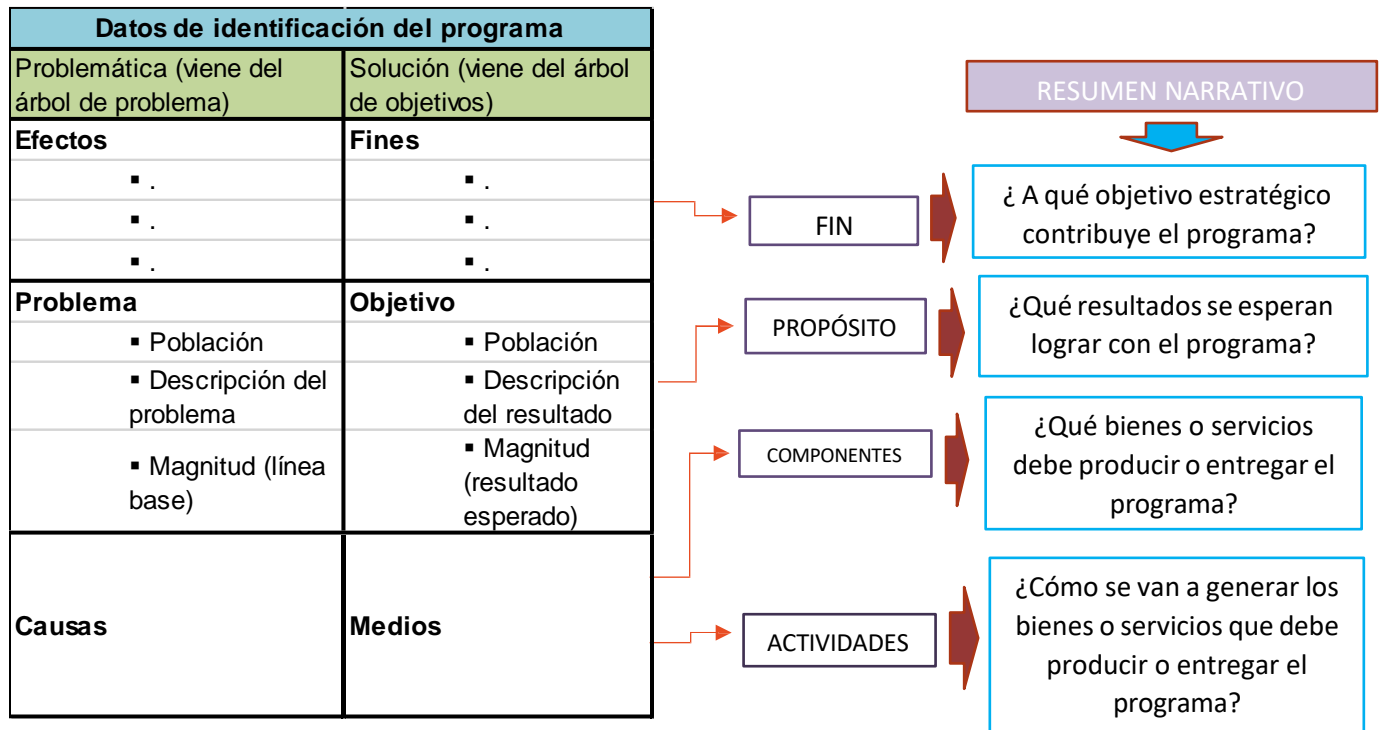 Datos de identificación del programa
Problemática (viene del
árbol de problema)
Solución (viene del árbol
de objetivos)
Efectos
Fines
▪ .
▪ .
▪ .
▪ .
▪ .
▪ .
Problema
Objetivo
▪ Población
▪ Población
▪ Descripción del
problema
▪ Descripción
del resultado
▪ Magnitud (línea
base)
▪ Magnitud
(resultado
esperado)
Causas
Medios
RESUMEN NARRATIVO
FIN
¿ A qué objetivo estratégico
contribuye el programa?
PROPÓSITO
¿Qué resultados se esperan
lograr con el programa?
COMPONENTES
¿Qué bienes o servicios
debe producir o entregar el
programa?
ACTIVIDADES
¿Cómo se van a generar los
bienes o servicios que debe
producir o entregar el
programa?